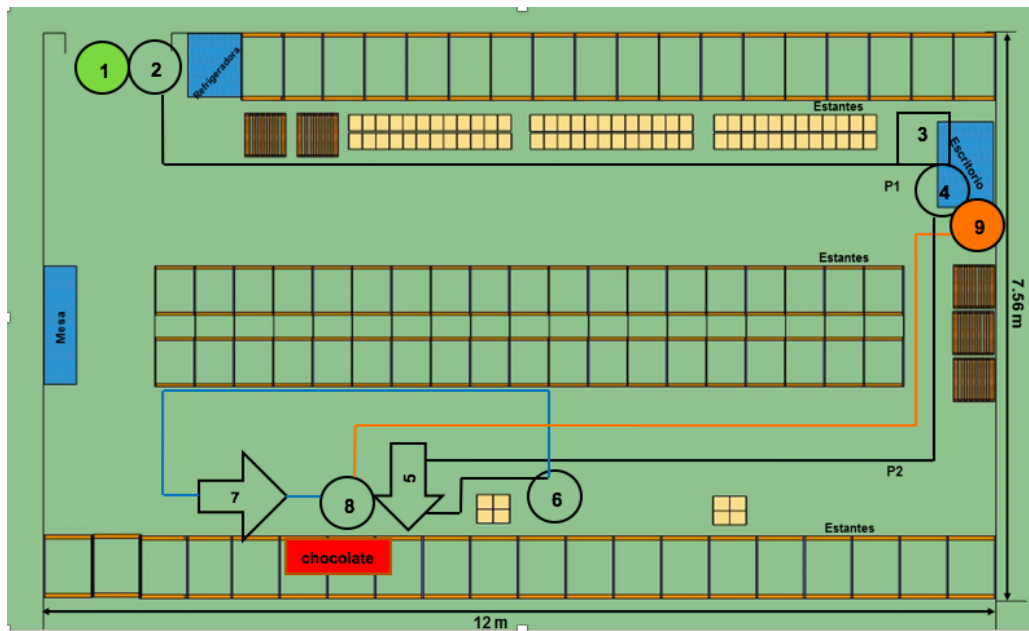 1
2
Refrigeradora
Estantes
3
Escritorio
P1
4
9
Estantes
7.56 m
Mesa
5
P2
7
8
6
Estantes
chocolate
12 m